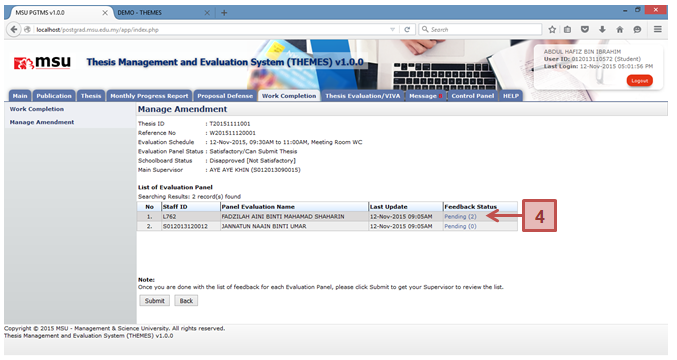 MSU PGTMS v1.0.0
DEMO - THEMES
localhost/postgrad.msu.edu.my/app/index.php
Search
msu
Thesis Management and Evaluation System (THEMES) v1.0.0
ABDUL HAFIZ BIN IBRAHIM
User ID: 012013110572 (Student)
Last Login: 12-Nov-2015 05:01:56 PM
Logout
Main Publication Thesis Monthly Progress Report Proposal Defense Work Completion Thesis Evaluation/VIVA Message Control Panel HELP
Work Completion
Manage Amendment
Manage Amendment
Thesis ID : T20151111001
Reference No : W201511120001
Evaluation Schedule : 12-Nov-2015, 09:30AM to 11:00AM, Meeting Room WC
Evaluation Panel Status : Satisfactory/Can Submit Thesis
Schoolboard Status : Disapproved [Not Satisfactory]
Main Supervisor : AYE AYE KHIN (S012013090015)
List of Evaluation Panel
Searching Results: 2 record(s) found
No Staff ID Panel Evaluation Name Last Update Feedback Status
1. L762 FADZILAH AINI BINTI MAHAMAD SHAHARIN 12-Nov-2015 09:05AM Pending (2)
4
2. S012013120012 JANNATUN NAAIN BINTI UMAR 12-Nov-2015 09:05AM Pending (0)
Note:
Once you are done with the list of feedback for each Evaluation Panel, please click Submit to get your Supervisor to review the list.
Submit Back
Copyright © 2015 MSU - Management & Science University. All rights reserved.
Thesis Management and Evaluation System (THEMES) v1.0.0